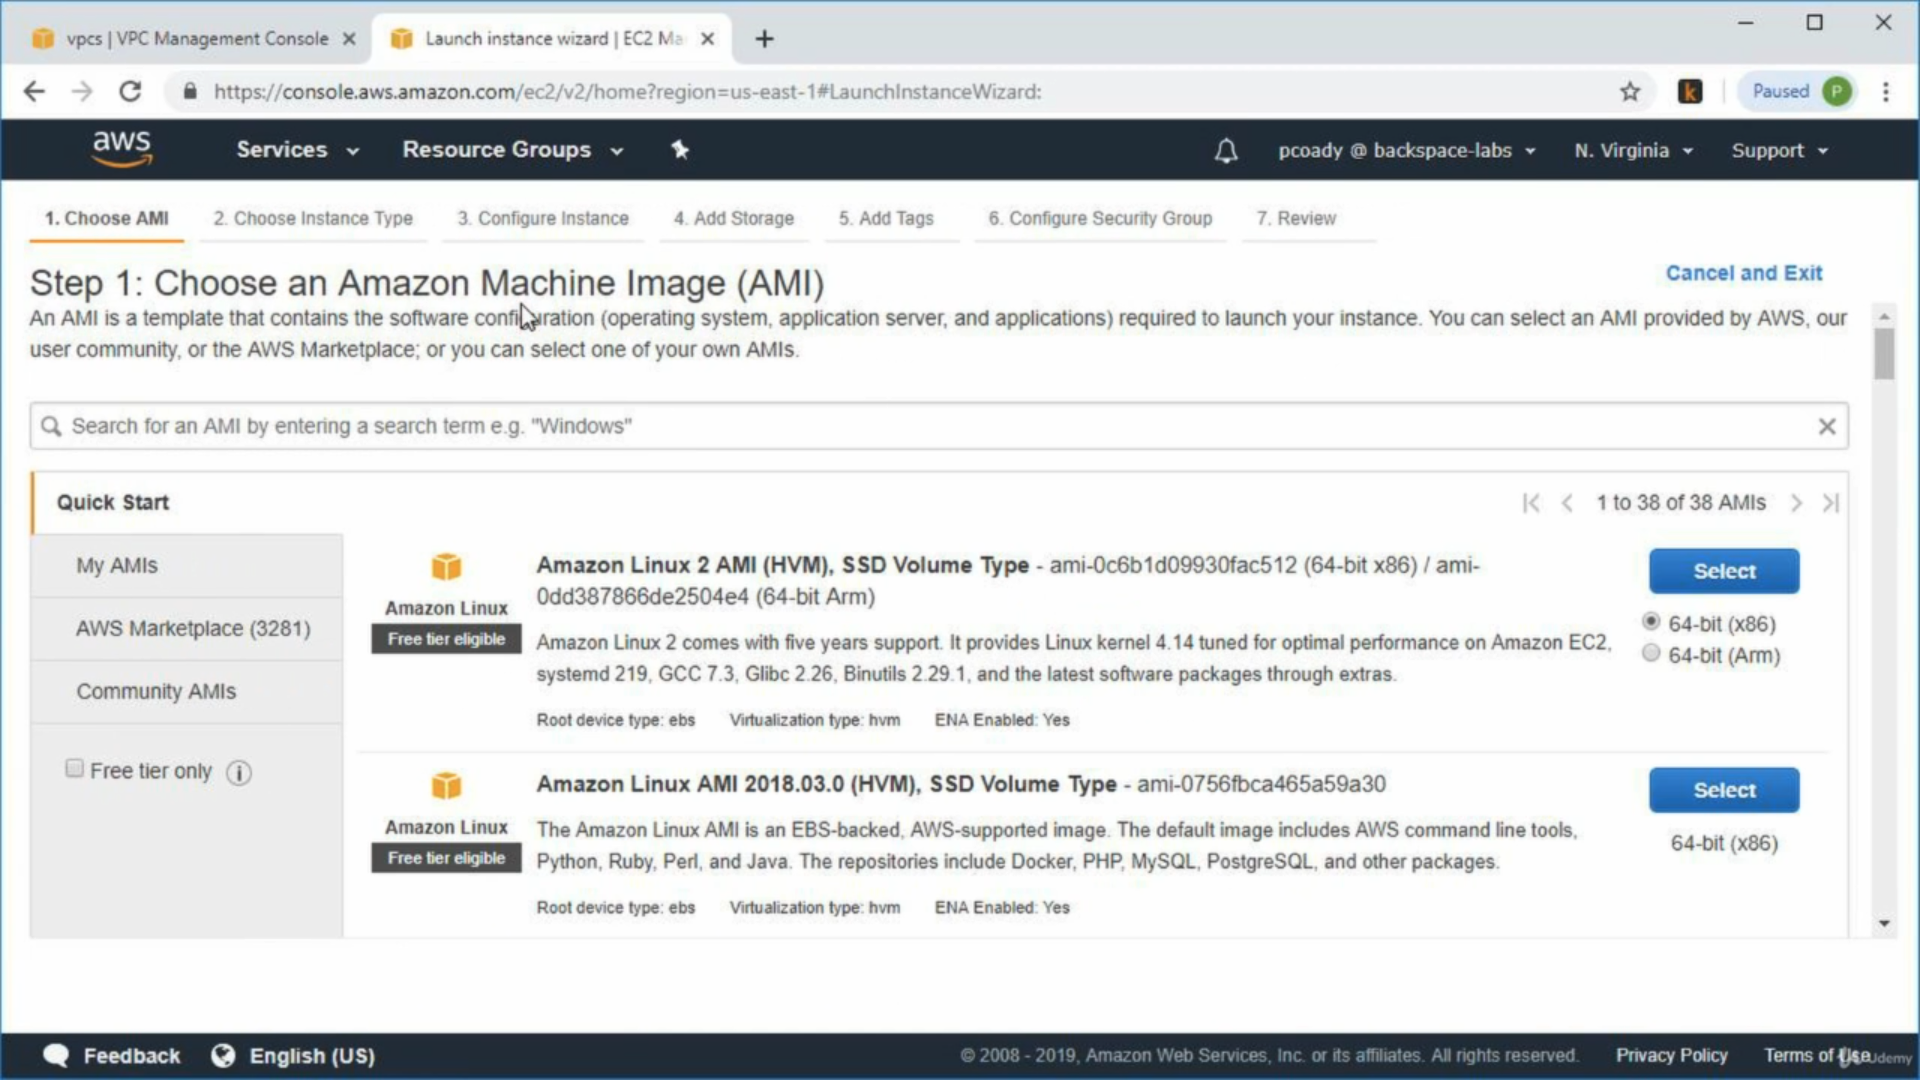 vpcs | VPC Management Console
Launch instance wizard | EC2 Ma
https://console.aws.amazon.com/ec2/v2/home?region=us-east-1#LaunchInstanceWizard:
k
Paused P
aws Services Resource Groups pcoady @ backspace-labs N. Virginia Support
1. Choose AMI 2. Choose Instance Type 3. Configure Instance 4. Add Storage 5. Add Tags 6. Configure Security Group 7. Review
Step 1: Choose an Amazon Machine Image (AMI)
Cancel and Exit
An AMI is a template that contains the software configuration (operating system, application server, and applications) required to launch your instance. You can select an AMI provided by AWS, our
user community, or the AWS Marketplace; or you can select one of your own AMIs.
Search for an AMI by entering a search term e.g. "Windows"
Quick Start
1 to 38 of 38 AMIs
My AMIs
AWS Marketplace (3281)
Community AMIs
Free tier only i
Amazon Linux
Free tier eligible
Amazon Linux 2 AMI (HVM), SSD Volume Type - ami-0c6b1d09930fac512 (64-bit x86) / ami-
0dd387866de2504e4 (64-bit Arm)
Amazon Linux 2 comes with five years support. It provides Linux kernel 4.14 tuned for optimal performance on Amazon EC2,
systemd 219, GCC 7.3, Glibc 2.26, Binutils 2.29.1, and the latest software packages through extras.
Root device type: ebs Virtualization type: hvm ENA Enabled: Yes
Select
64-bit (x86)
64-bit (Arm)
Amazon Linux
Free tier eligible
Amazon Linux AMI 2018.03.0 (HVM), SSD Volume Type - ami-0756fbca465a59a30
The Amazon Linux AMI is an EBS-backed, AWS-supported image. The default image includes AWS command line tools,
Python, Ruby, Perl, and Java. The repositories include Docker, PHP, MySQL, PostgreSQL, and other packages.
Root device type: ebs Virtualization type: hvm ENA Enabled: Yes
Select
64-bit (x86)
Feedback English (US) © 2008 - 2019, Amazon Web Services, Inc. or its affiliates. All rights reserved. Privacy Policy Terms of Use
Udemy